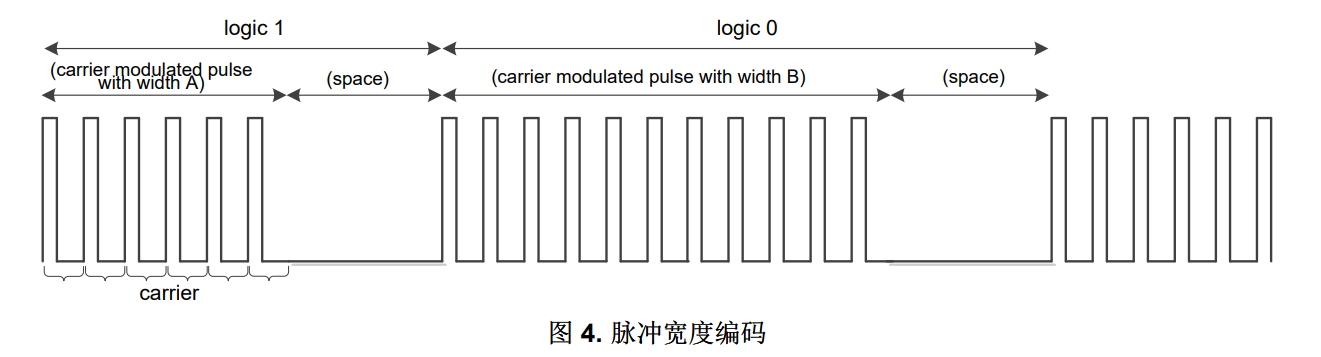 logic 1
logic 0
(carrier modulated pulse
with width A)
(space)
(carrier modulated pulse with width B)
(space)
carrier
图 4. 脉冲宽度编码